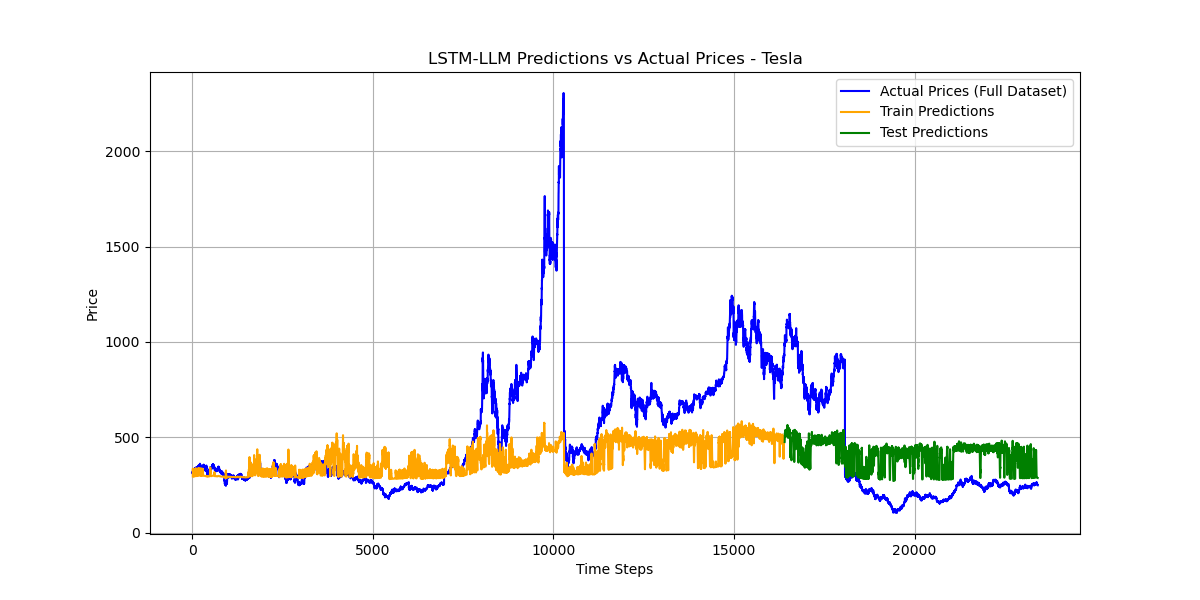 LSTM-LLM Predictions vs Actual Prices - Tesla
Actual Prices (Full Dataset)
Train Predictions
Test Predictions
Price
2000
1500
1000
500
0
0 5000 10000 15000 20000
Time Steps